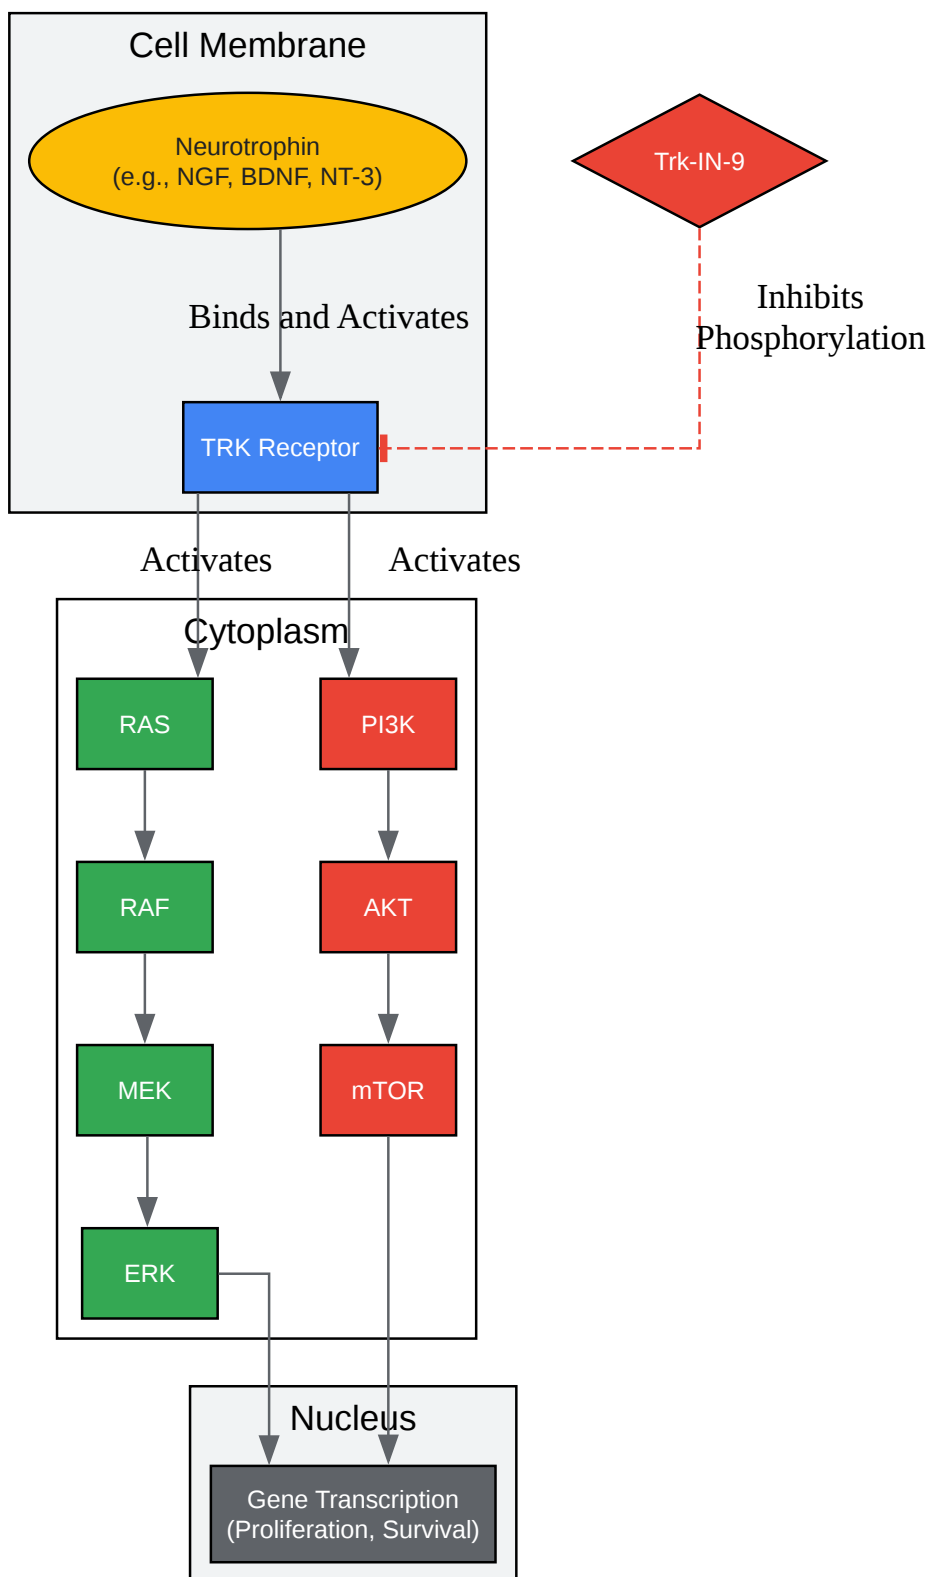 Cell Membrane
Neurotrophin
(e.g., NGF, BDNF, NT-3)
Trk-IN-9
Binds and Activates
Inhibits
Phosphorylation
TRK Receptor
Activates
Activates
Cytoplasm
RAS
PI3K
RAF
AKT
MEK
mTOR
ERK
Nucleus
Gene Transcription
(Proliferation, Survival)